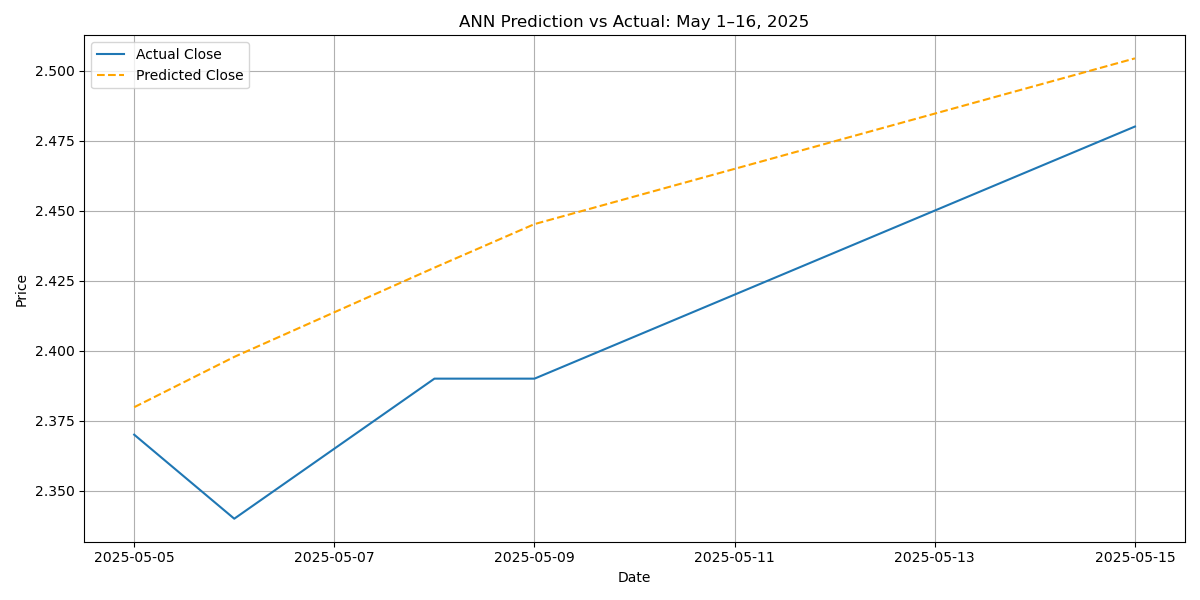 ANN Prediction vs Actual: May 1–16, 2025
Actual Close
Predicted Close
2.500
2.475
2.450
2.425
2.400
2.375
2.350
Price
2025-05-05 2025-05-07 2025-05-09 2025-05-11 2025-05-13 2025-05-15
Date